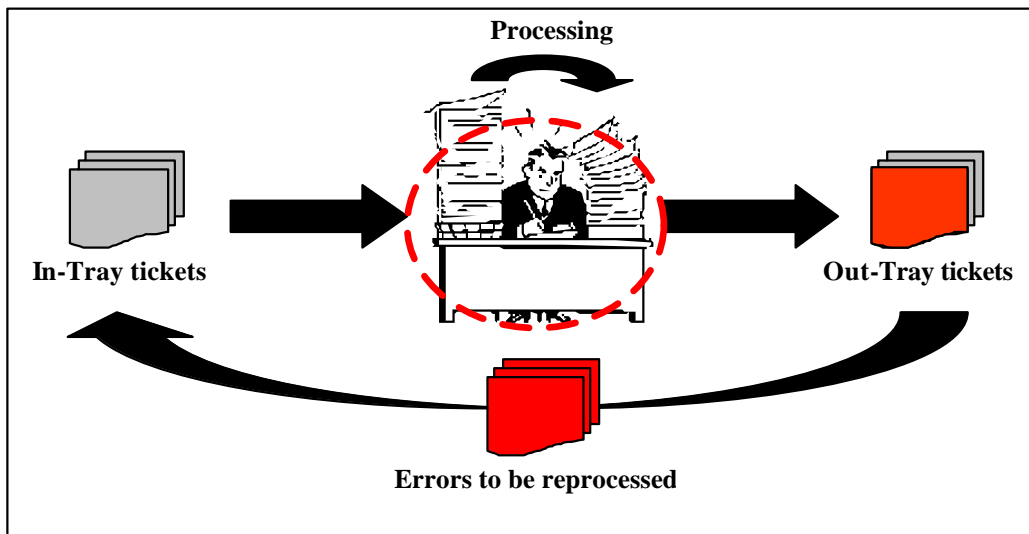 Processing
In-Tray tickets
Out-Tray tickets
Errors to be reprocessed